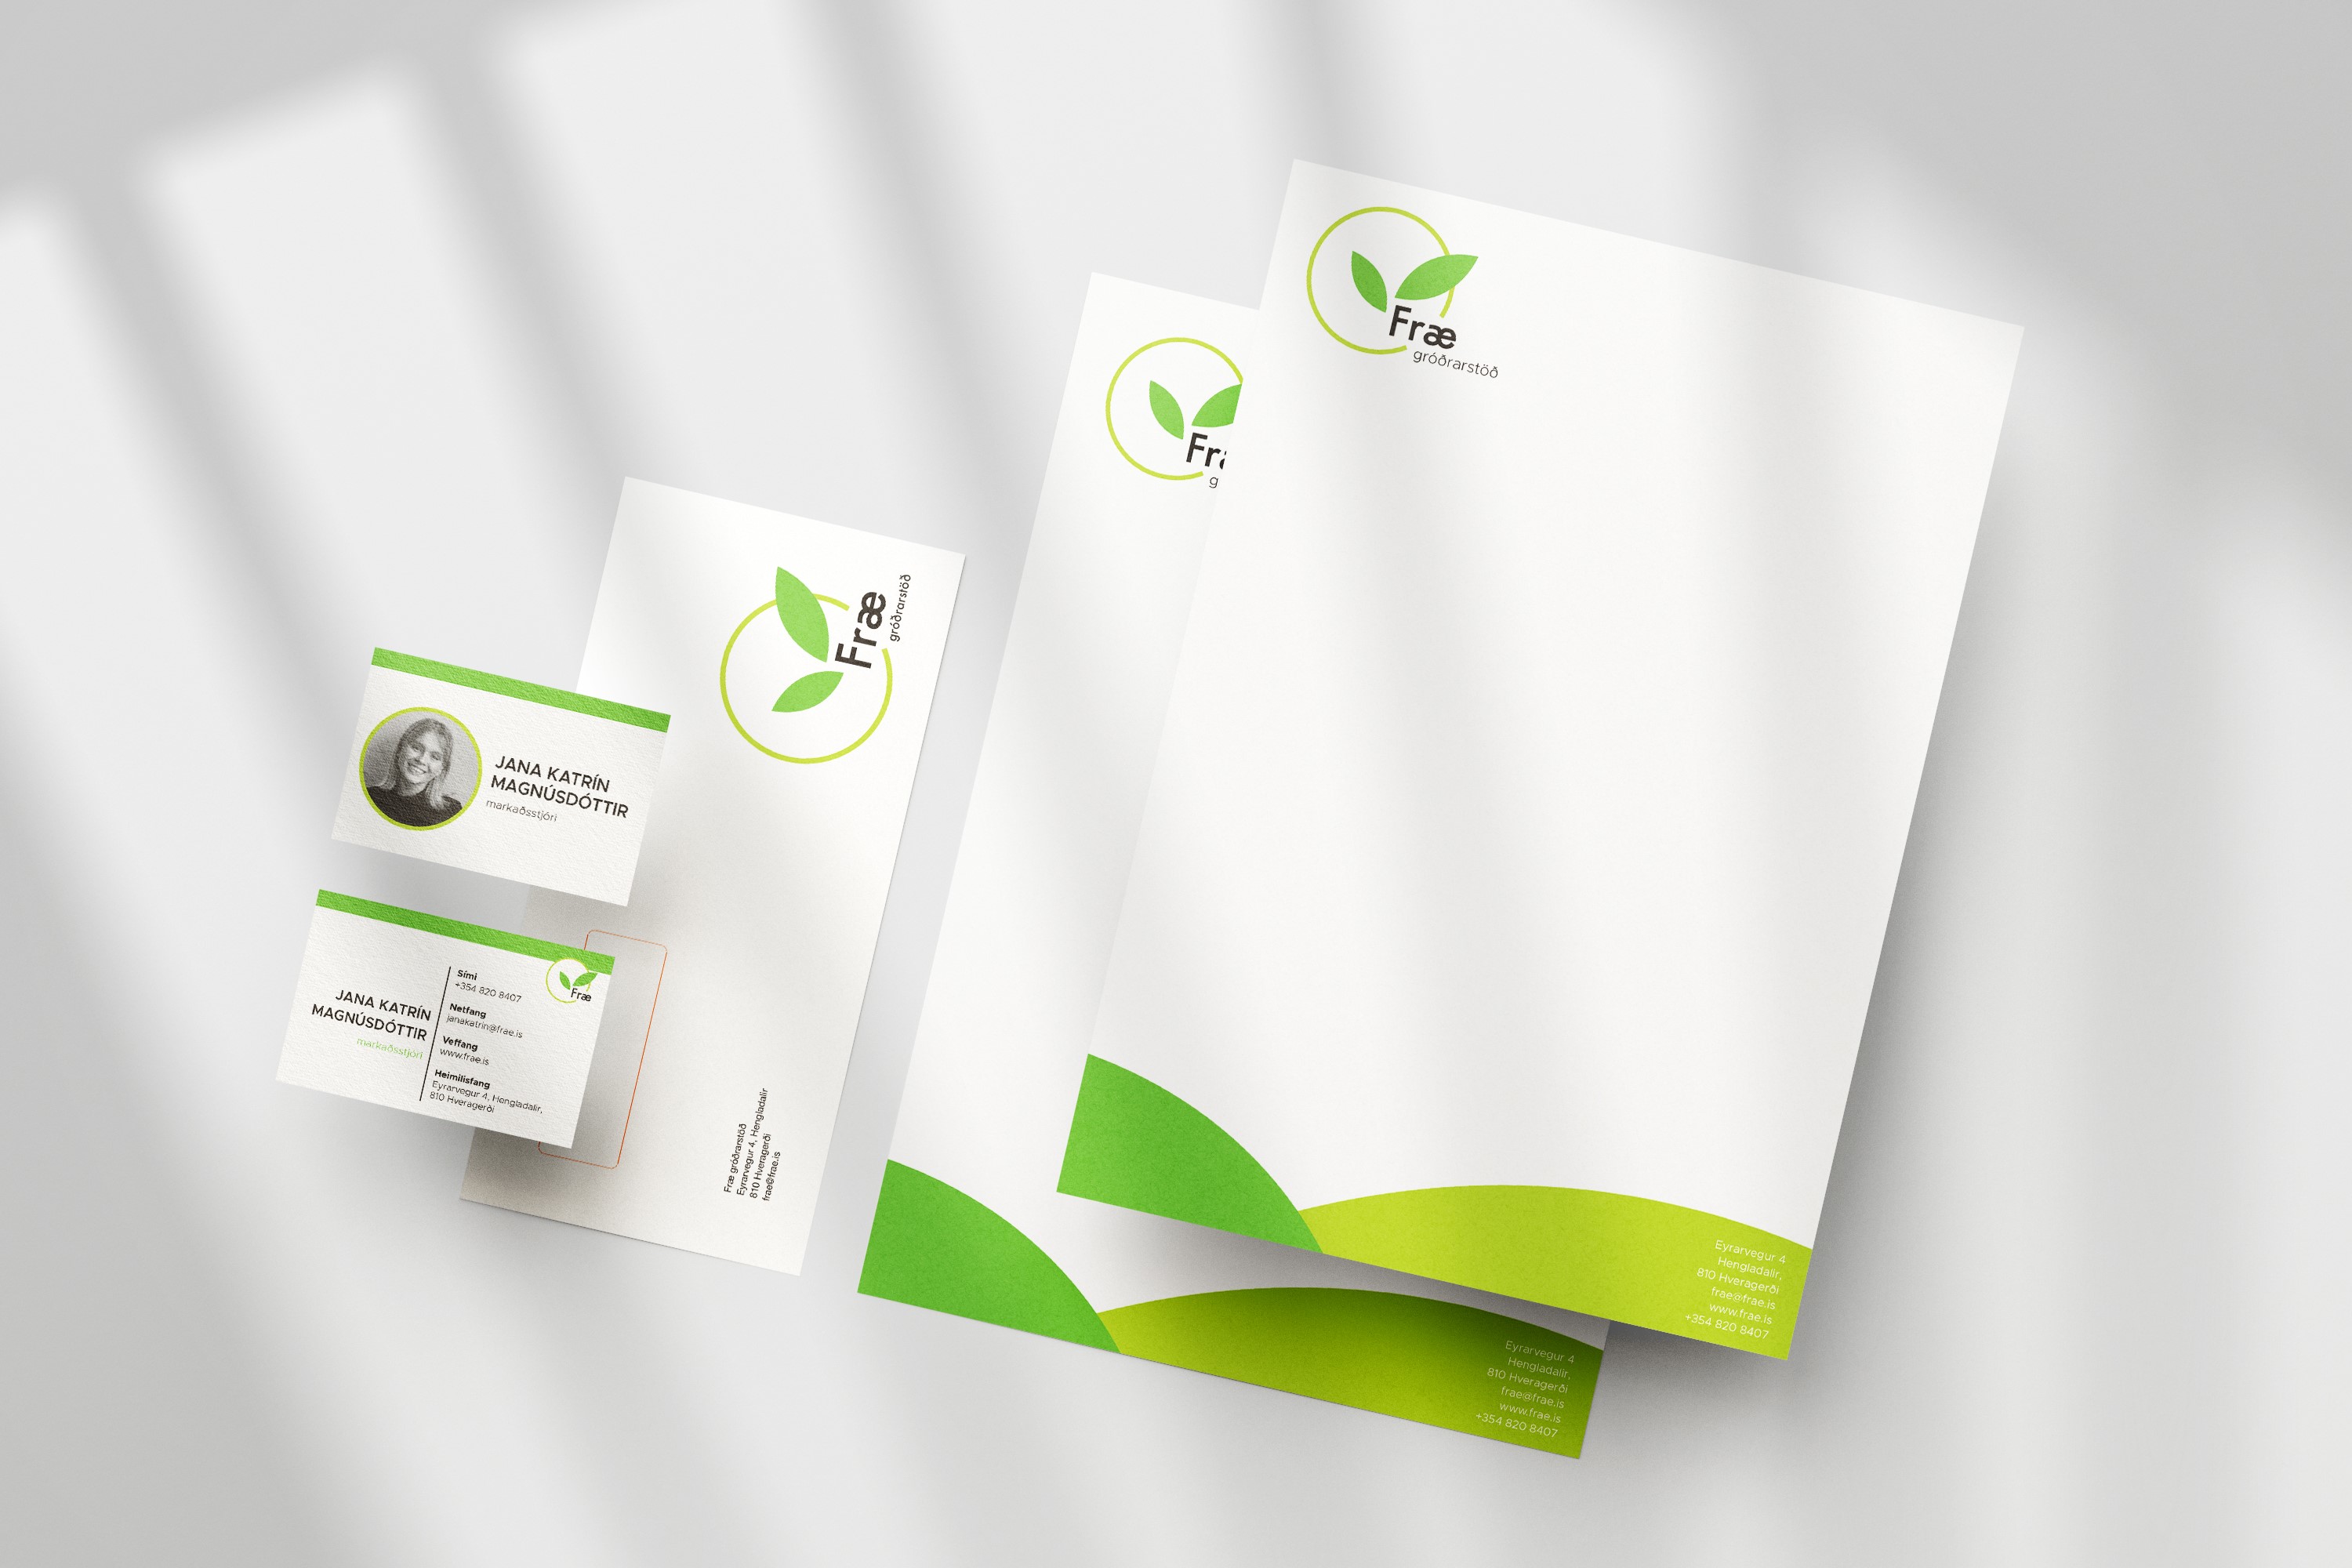 JANA KATRÍN
MAGNÚSDÓTTIR
markaðsstjóri
JANA KATRÍN
MAGNÚSDÓTTIR
markaðsstjóri
Sími
+354 820 8407
Netfang
janakatrin@frae.is
Veffang
www.frae.is
Heimilisfang
Eyrarvegur 4, Hengladalir,
810 Hveragerði
Fræ
Fræ
gróðrarstöð
Fræ gróðrarstöð
Eyrarvegur 4, Hengladalir
810 Hveragerði
frae@frae.is
Fr
g
Eyrarvegur 4
Hengladalir,
810 Hveragerði
frae@frae.is
www.frae.is
+354 820 8407
Fræ
gróðrarstöð
Eyrarvegur 4
Hengladalir,
810 Hveragerði
frae@frae.is
www.frae.is
+354 820 8407